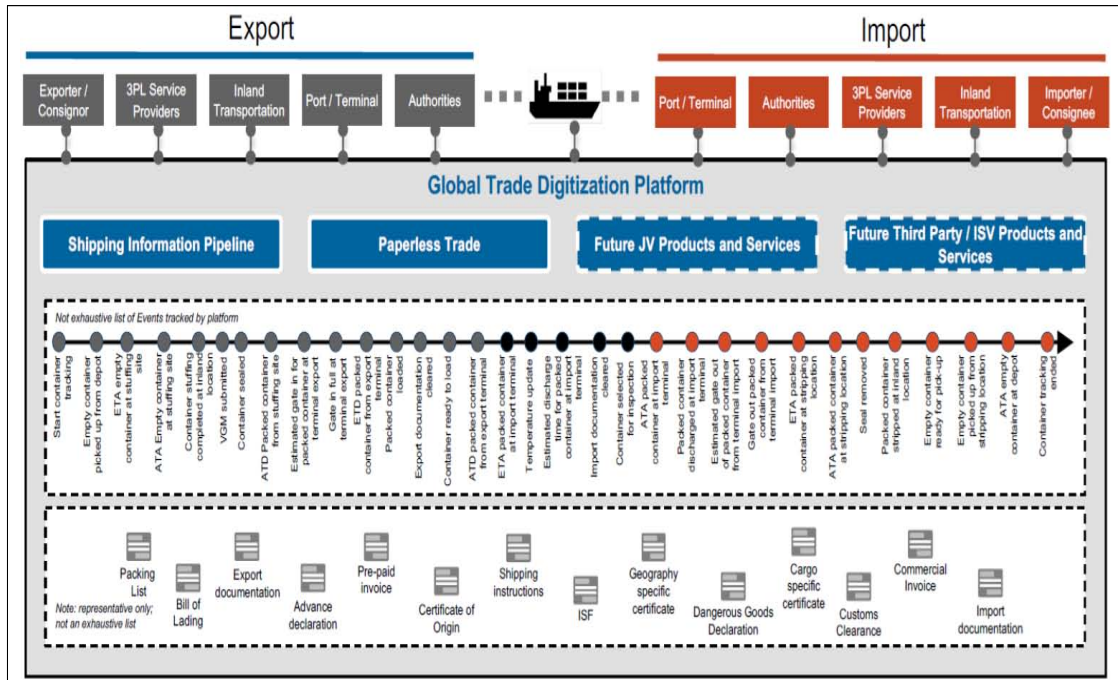 Export
Import
Exporter /
Consignor
3PL Service
Providers
Inland
Transportation
Port / Terminal
Authorities
Port / Terminal
Authorities
3PL Service
Providers
Inland
Transportation
Importer /
Consignee
Global Trade Digitization Platform
Shipping Information Pipeline
Paperless Trade
Future JV Products and Services
Future Third Party / ISV Products and
Services
Not exhaustive list of Events tracked by platform
Start container
tracking
Empty container
picked up from depot
ETA empty
container at stuffing
site
ATA Empty container
at stuffing site
Container stuffing
completed at inland
location
VGM submitted
Container sealed
ATD Packed container
from stuffing site
Estimated gate in for
packed container at
terminal export
Gate in full at
terminal export
ETD packed
container from export
terminal
Packed container
loaded
Export documentation
cleared
Container ready to load
ATD packed container
from export terminal
ETA packed container
at import terminal
Temperature update
Estimated discharge
time for packed
container at import
terminal
Import documentation
cleared
Container selected
for inspection
ATA packed
container at import
terminal
Packed container
discharged at import
terminal
Estimated gate out
of packed container
from terminal import
Gate out packed
container from
terminal import
ETA packed
container at stripping
location
ATA packed container
at stripping location
Seal removed
Packed container
stripped at inland
location
Empty container
ready for pick-up
Empty container
picked up from
stripping location
ATA empty
container at depot
Container tracking
ended
Packing
List
Bill of
Lading
Export
documentation
Advance
declaration
Pre-paid
invoice
Certificate of
Origin
Shipping
instructions
ISF
Geography
specific
certificate
Dangerous Goods
Declaration
Cargo
specific
certificate
Customs
Clearance
Commercial
Invoice
Import
documentation
Note: representative only;
not an exhaustive list